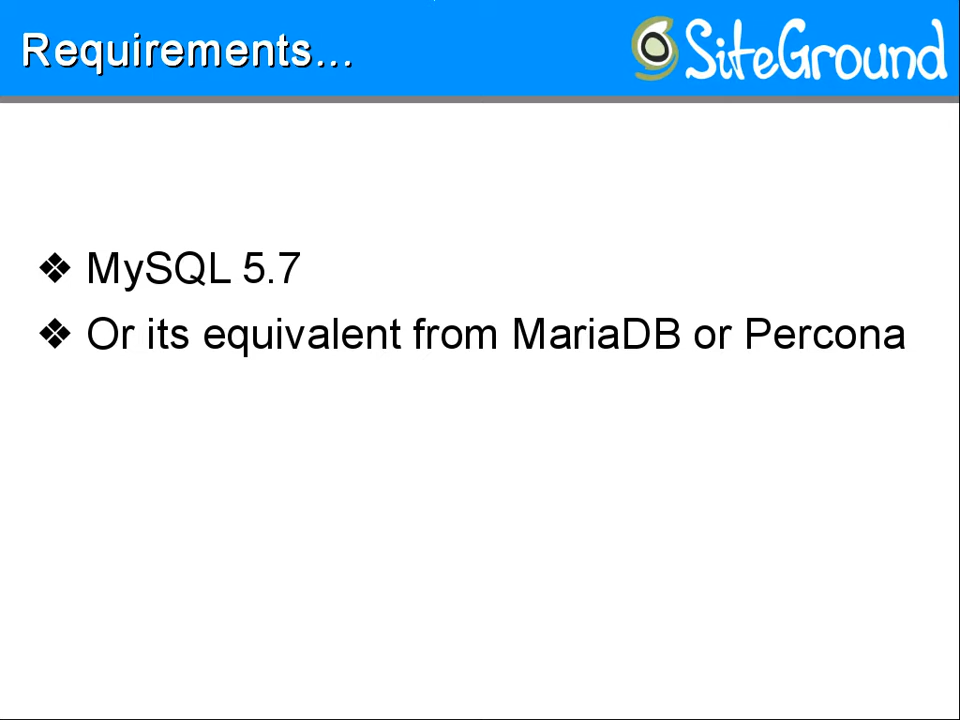 Requirements...
SiteGround
❖ MySQL 5.7
❖ Or its equivalent from MariaDB or Percona